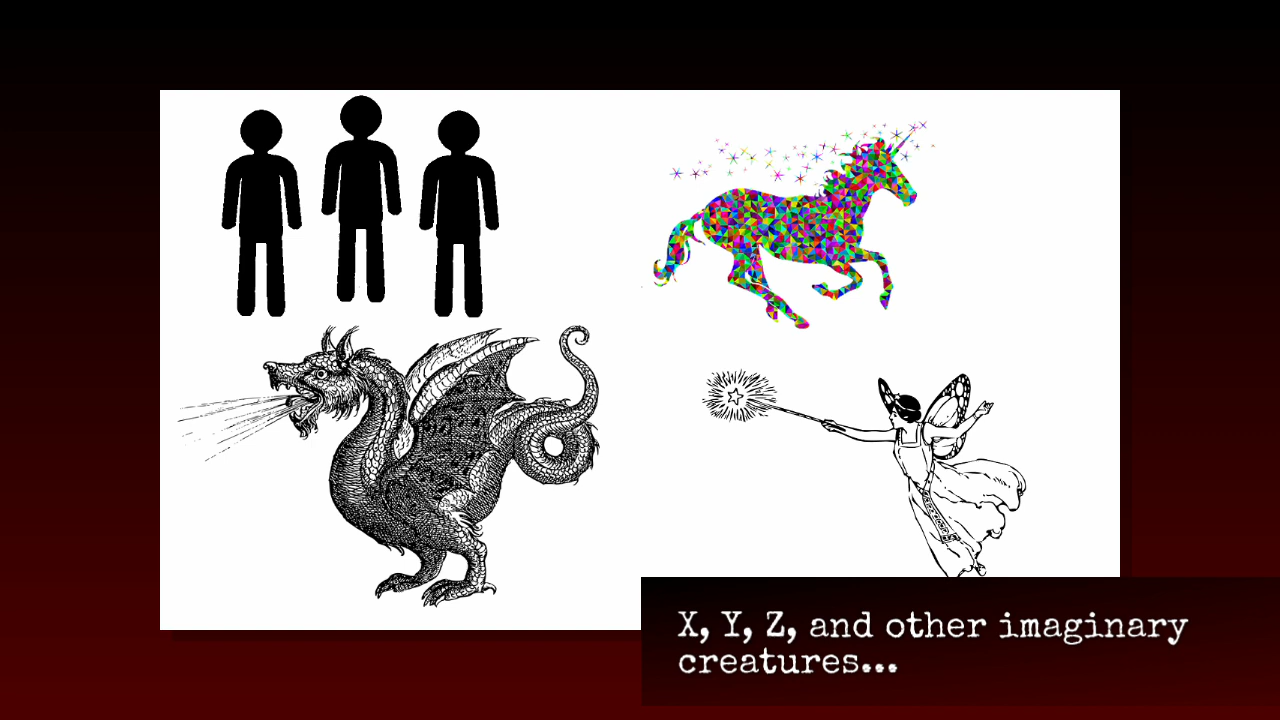 X, Y, Z, and other imaginary
creatures...